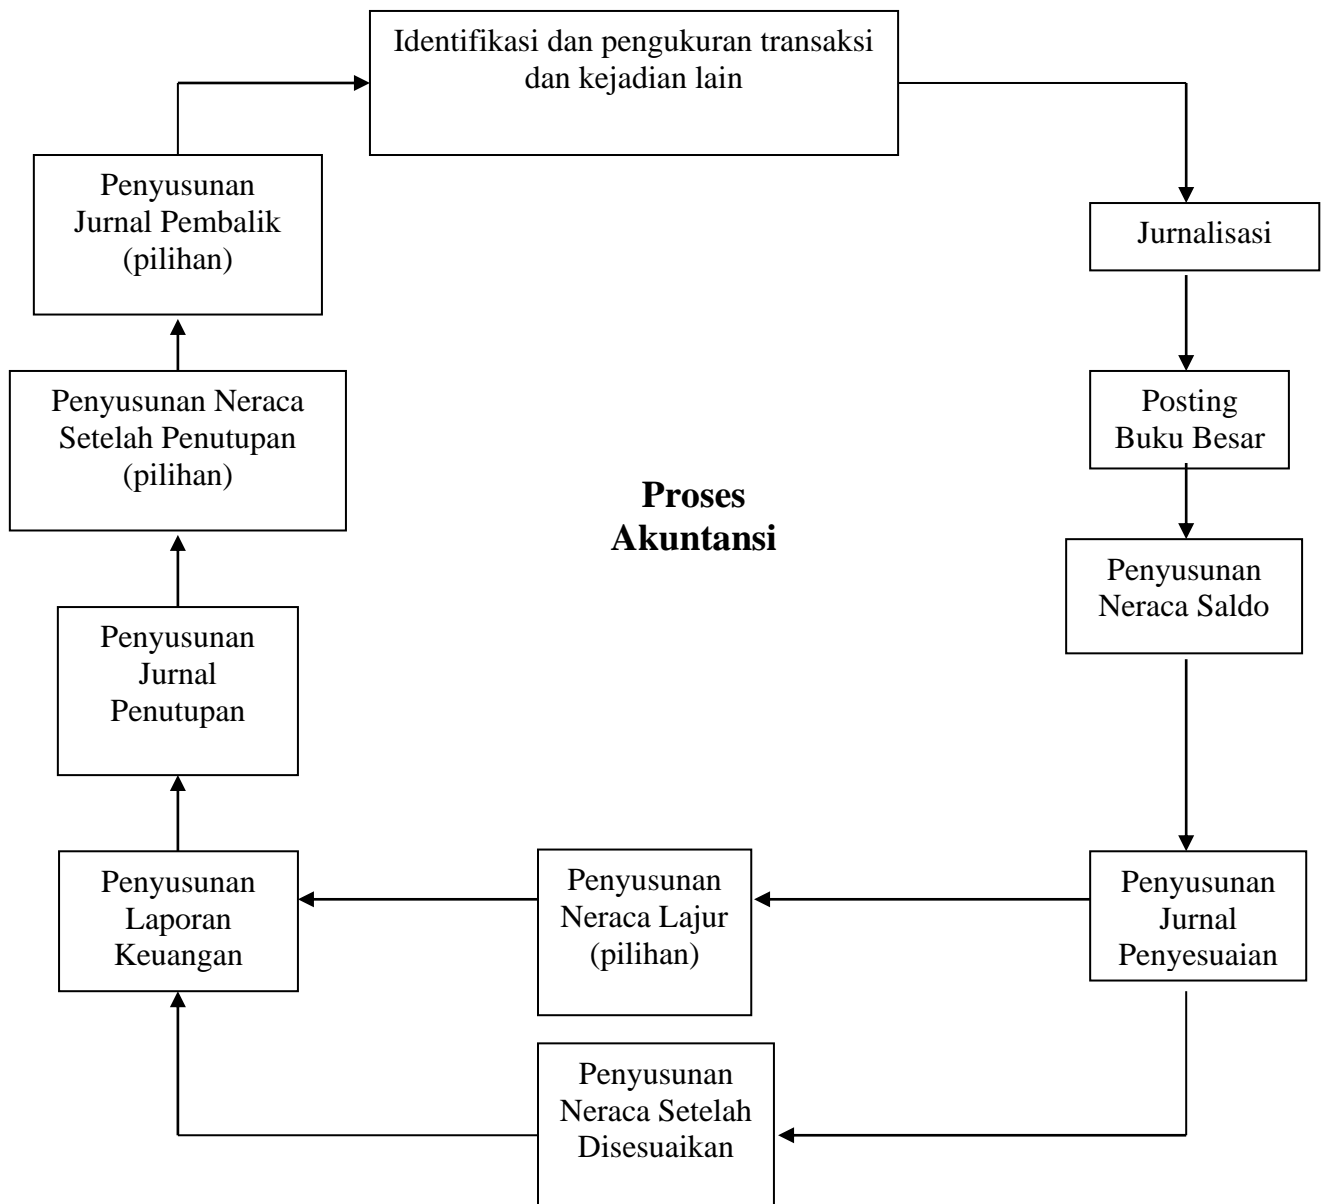 Identifikasi dan pengukuran transaksi
dan kejadian lain
Jurnalisasi
Posting
Buku Besar
Penyusunan
Neraca Saldo
Penyusunan
Jurnal
Penyesuaian
Penyusunan
Neraca Lajur
(pilihan)
Penyusunan
Neraca Setelah
Disesuaikan
Penyusunan
Laporan
Keuangan
Penyusunan
Jurnal
Penutupan
Penyusunan Neraca
Setelah Penutupan
(pilihan)
Penyusunan
Jurnal Pembalik
(pilihan)
Proses
Akuntansi